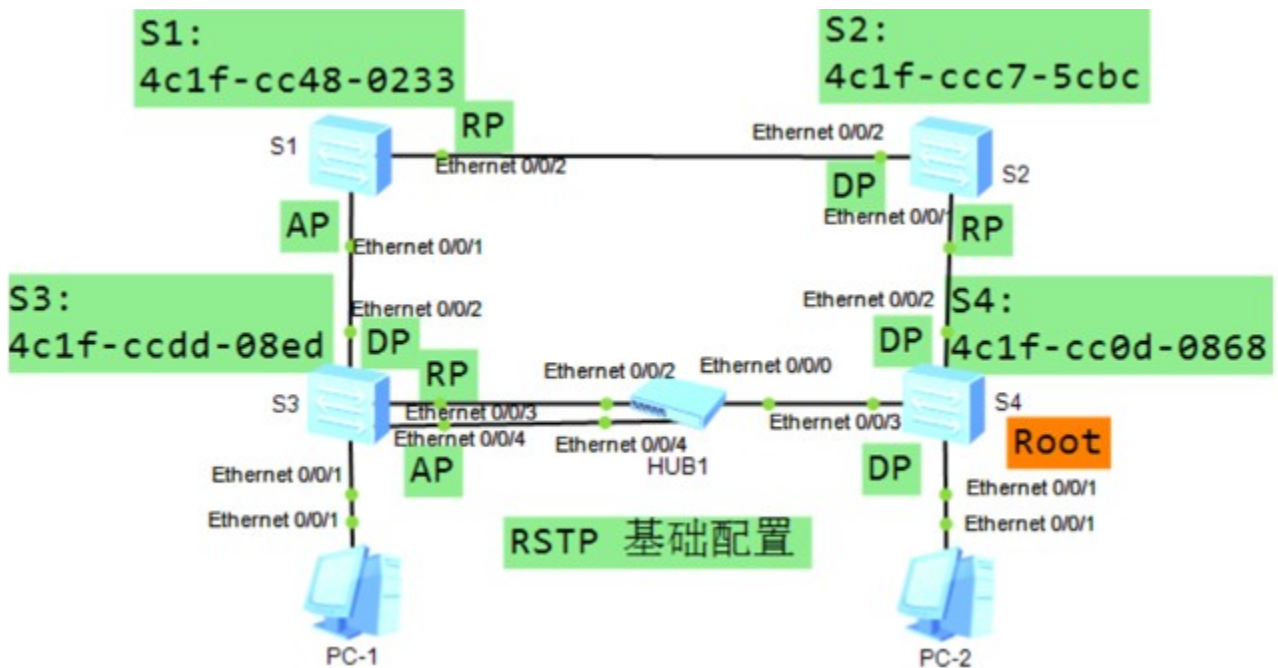 S1:
4c1f-cc48-0233
S2:
4c1f-ccc7-5cbc
RP
Ethernet 0/0/2
S1
Ethernet 0/0/2
DP
S2
AP
Ethernet 0/0/1
Ethernet 0/0/1
RP
S3:
4c1f-ccdd-08ed
Ethernet 0/0/2
DP
Ethernet 0/0/2
S4:
4c1f-cc0d-0868
DP
RP
Ethernet 0/0/2
Ethernet 0/0/0
S3
Ethernet 0/0/3
Ethernet 0/0/3
S4
Ethernet 0/0/4
Ethernet 0/0/4
Root
AP
HUB1
DP
Ethernet 0/0/1
Ethernet 0/0/1
Ethernet 0/0/1
Ethernet 0/0/1
RSTP 基础配置
PC-1
PC-2